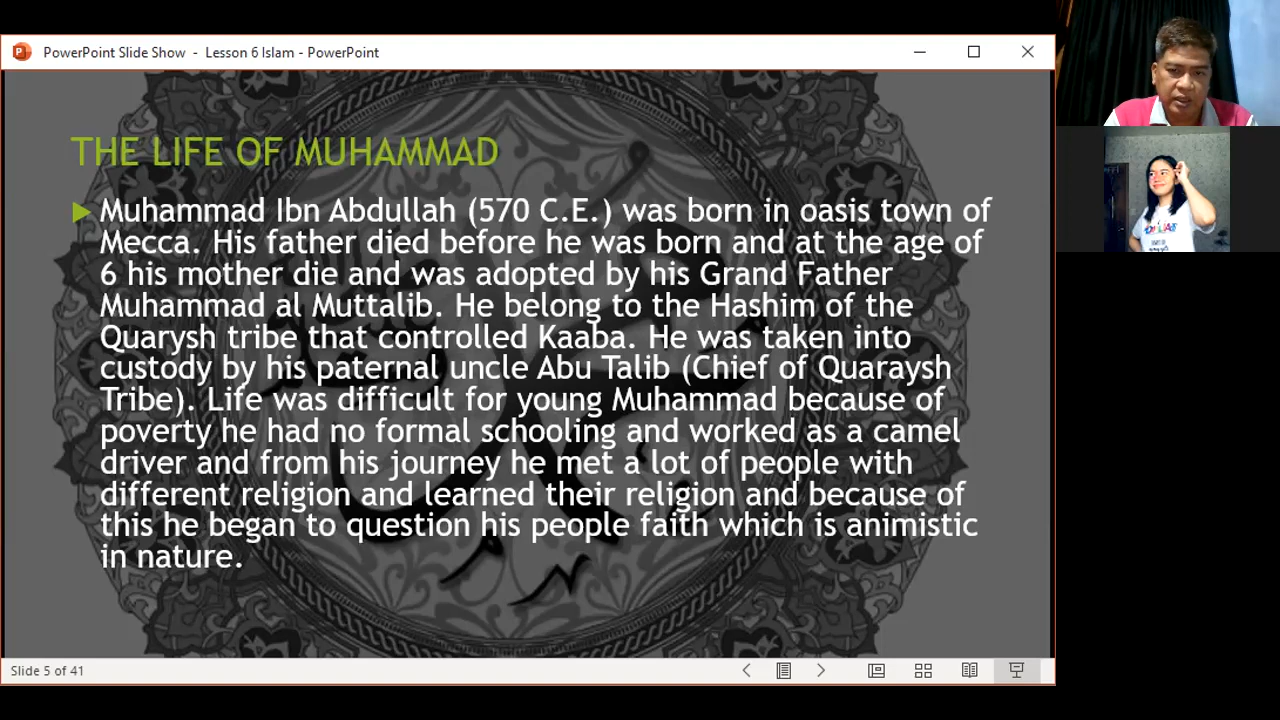 PowerPoint Slide Show - Lesson 6 Islam - PowerPoint
THE LIFE OF MUHAMMAD
Muhammad Ibn Abdullah (570 C.E.) was born in oasis town of
Mecca. His father died before he was born and at the age of
6 his mother die and was adopted by his Grand Father
Muhammad al Muttalib. He belong to the Hashim of the
Quarysh tribe that controlled Kaaba. He was taken into
custody by his paternal uncle Abu Talib (Chief of Quaraysh
Tribe). Life was difficult for young Muhammad because of
poverty he had no formal schooling and worked as a camel
driver and from his journey he met a lot of people with
different religion and learned their religion and because of
this he began to question his people faith which is animistic
in nature.
Slide 5 of 41